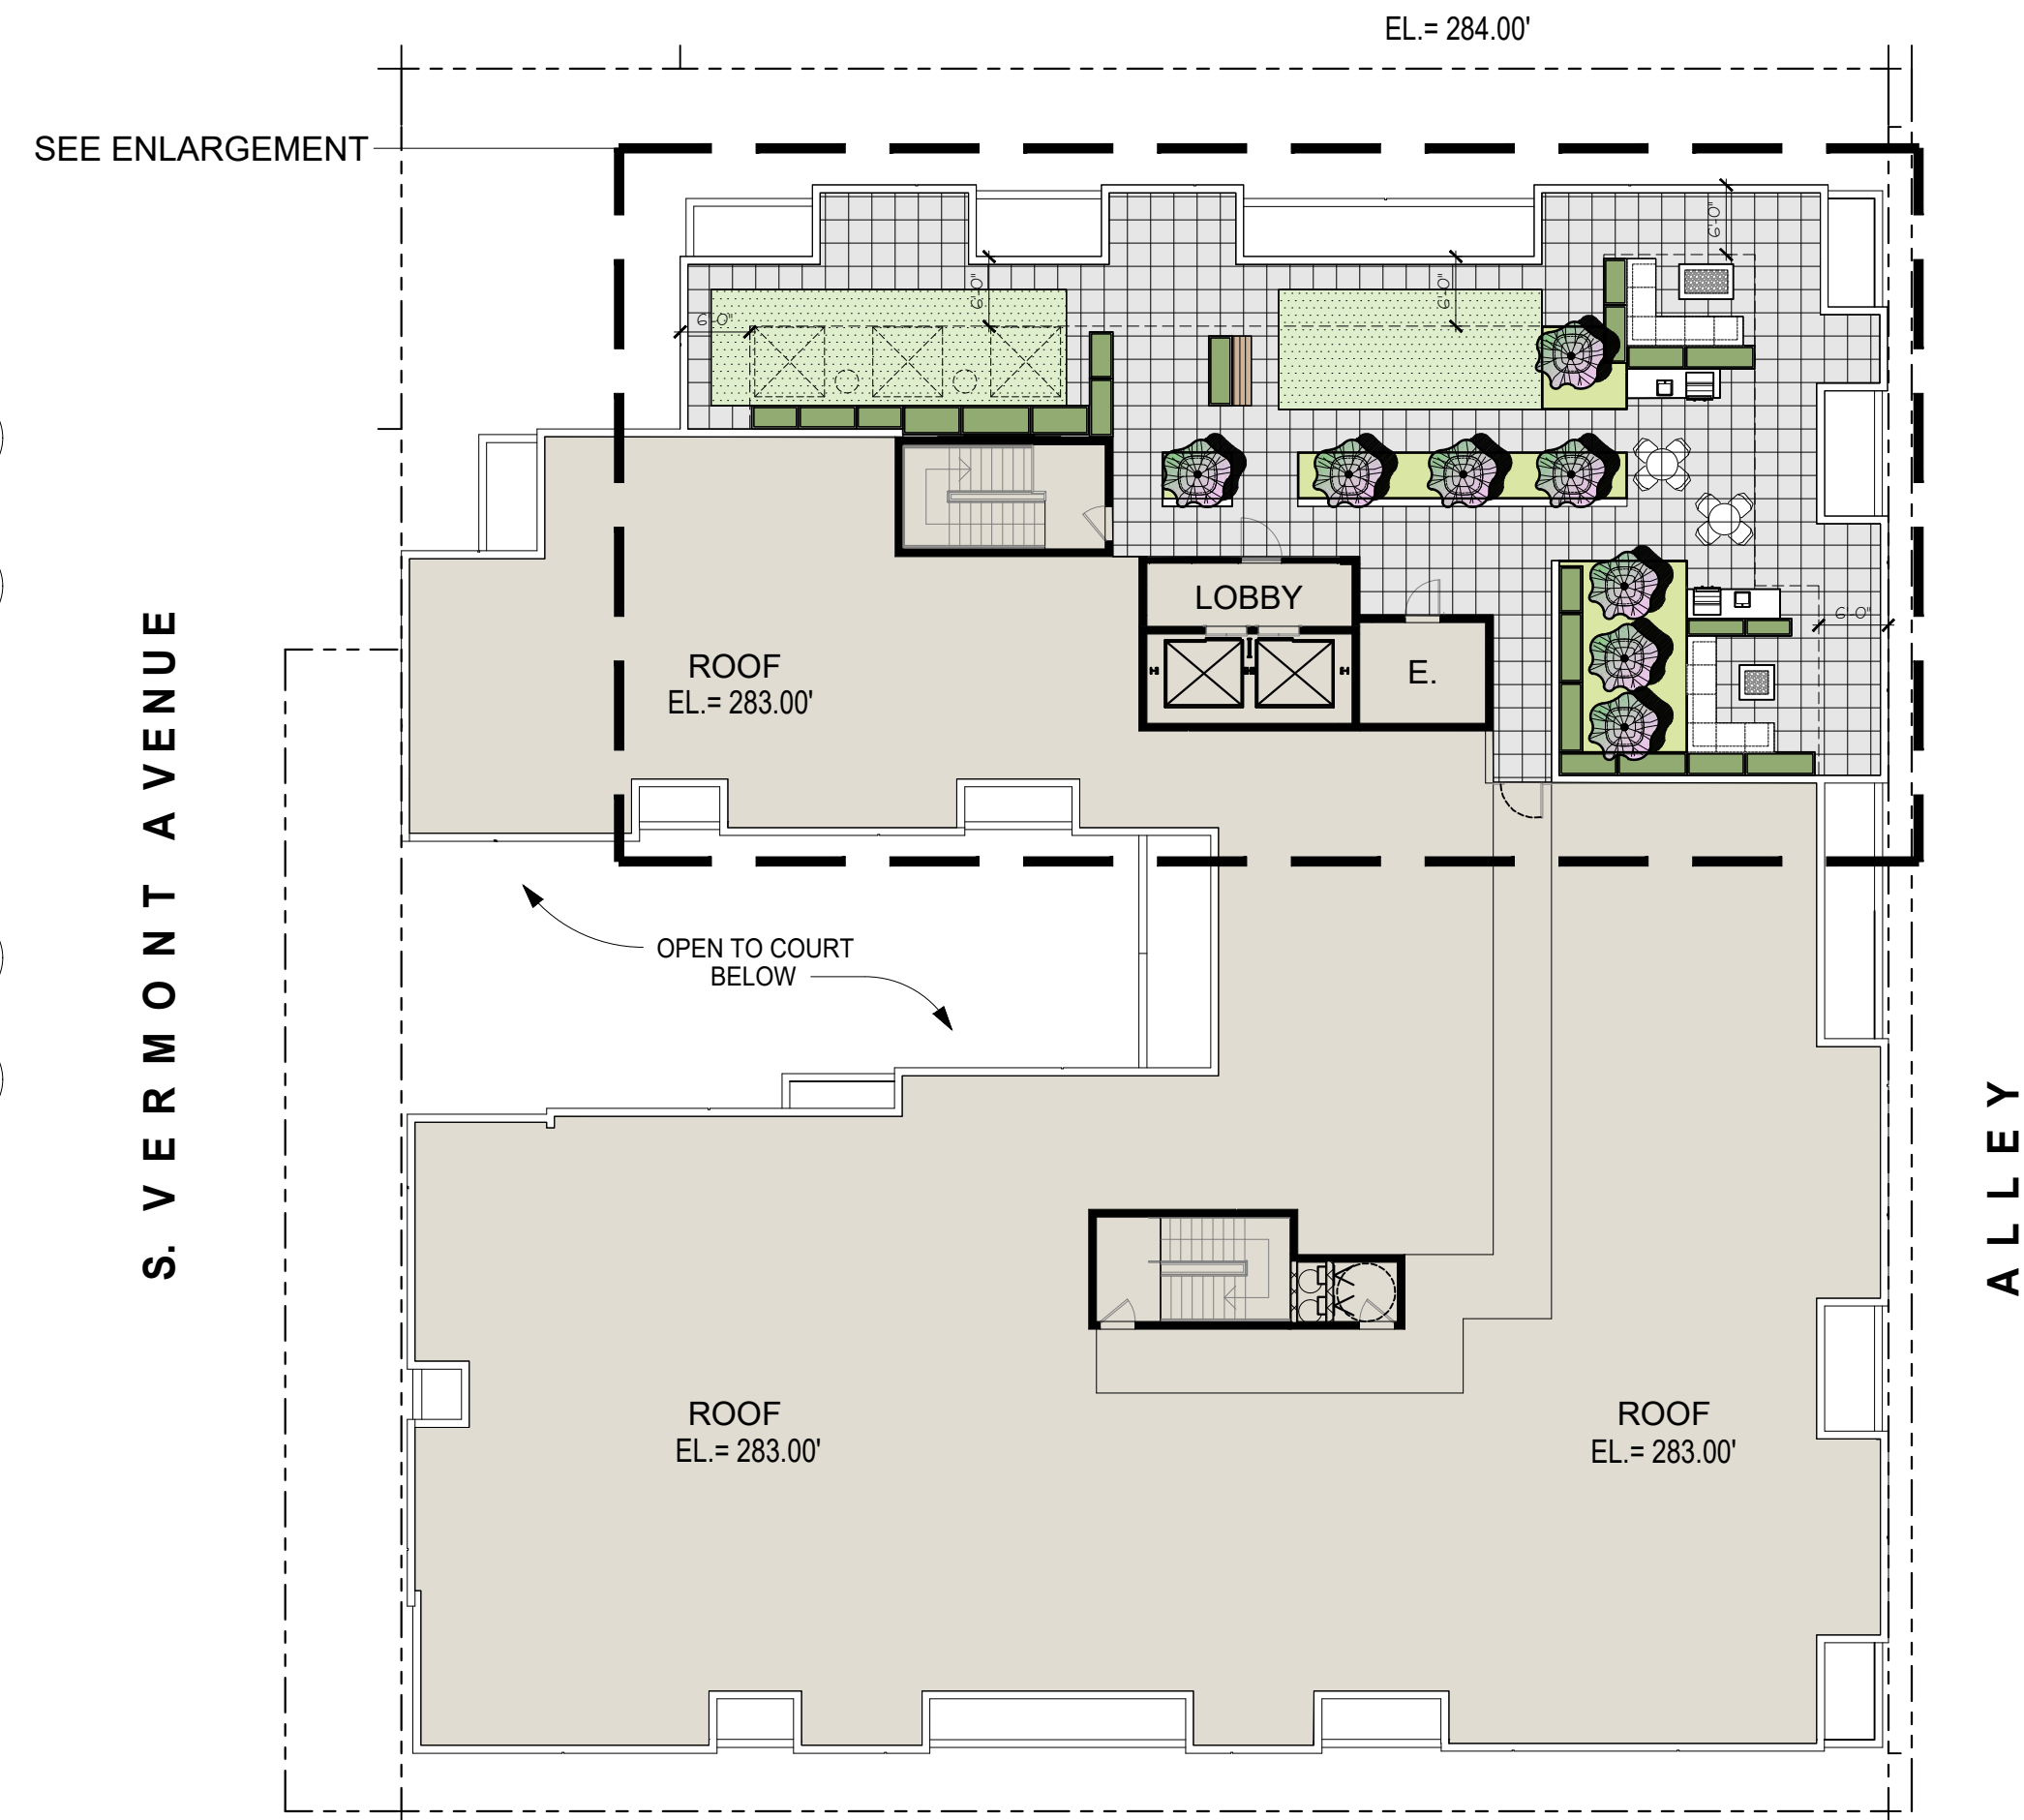 EL.= 284.00'
SEE ENLARGEMENT
6'-0"
6'-0"
6'-0"
6'-0"
LOBBY
E.
6'-0"
ROOF
EL.= 283.00'
S. VERMONT AVENUE
OPEN TO COURT
BELOW
ALLEY
ROOF
EL.= 283.00'
ROOF
EL.= 283.00'